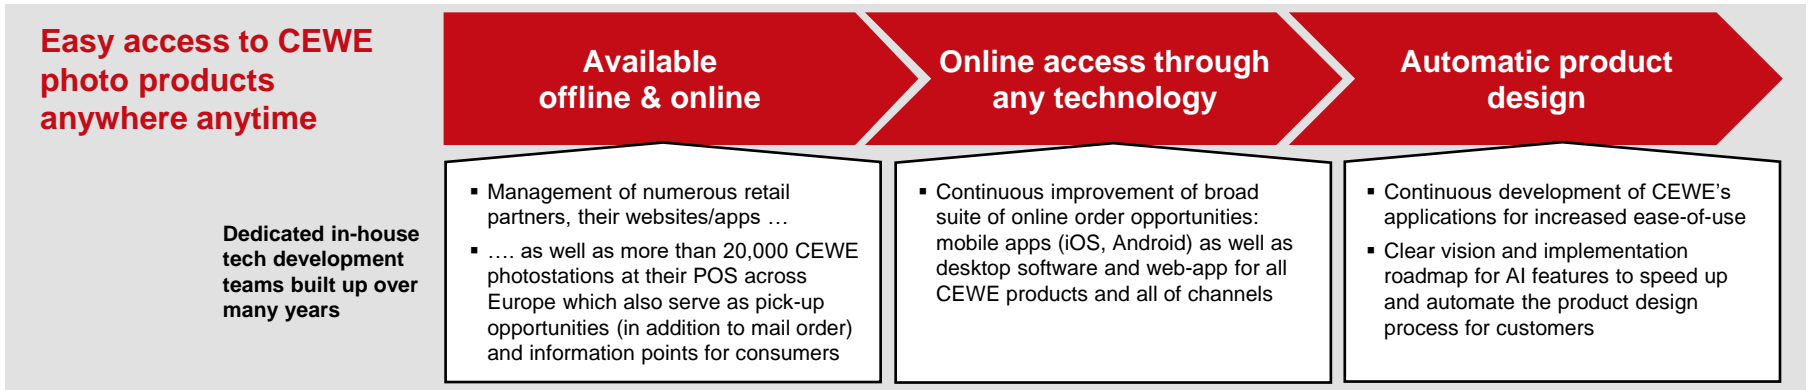 Easy access to CEWE
photo products
anywhere anytime
Available
offline & online
Online access through
any technology
Automatic product
design
Dedicated in-house
tech development
teams built up over
many years
▪ Management of numerous retail
partners, their websites/apps …
▪ …. as well as more than 20,000 CEWE
photostations at their POS across
Europe which also serve as pick-up
opportunities (in addition to mail order)
and information points for consumers
▪ Continuous improvement of broad
suite of online order opportunities:
mobile apps (iOS, Android) as well as
desktop software and web-app for all
CEWE products and all of channels
▪ Continuous development of CEWE’s
applications for increased ease-of-use
▪ Clear vision and implementation
roadmap for AI features to speed up
and automate the product design
process for customers